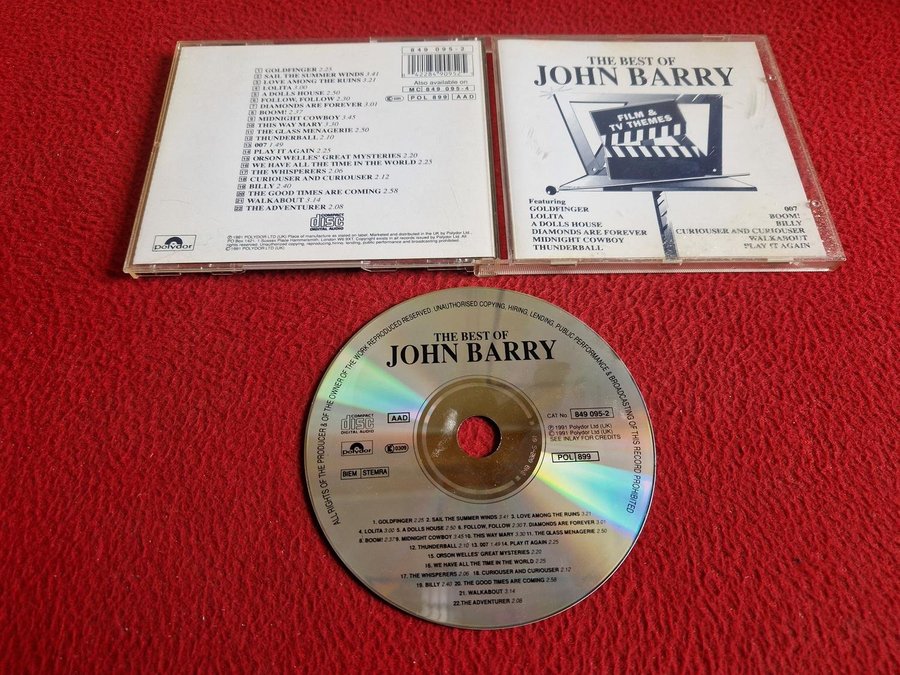 849 095-2
42284 90952
Also available on
MC 849 095-4
POL 899 AAD
1 GOLDFINGER 2.25
2 SAIL THE SUMMER WINDS 3.41
3 LOVE AMONG THE RUINS 3.21
4 LOLITA 3.00
5 A DOLLS HOUSE 2.50
6 FOLLOW, FOLLOW 2.30
7 DIAMONDS ARE FOREVER 3.01
8 BOOM! 2.37
9 MIDNIGHT COWBOY 3.45
10 THIS WAY MARY 3.30
11 THE GLASS MENAGERIE 2.50
12 THUNDERBALL 2.10
13 007 1.49
14 PLAY IT AGAIN 2.25
15 ORSON WELLES' GREAT MYSTERIES 2.20
16 WE HAVE ALL THE TIME IN THE WORLD 2.25
17 THE WHISPERERS 2.06
18 CURIOUSER AND CURIOUSER 2.12
19 BILLY 2.40
20 THE GOOD TIMES ARE COMING 2.58
21 WALKABOUT 3.14
22 THE ADVENTURER 2.08
COMPACT
disc
DIGITAL AUDIO
polydor
THE BEST OF
JOHN BARRY
FILM &
TV THEMES
Featuring
GOLDFINGER
LOLITA
A DOLLS HOUSE
DIAMONDS ARE FOREVER
MIDNIGHT COWBOY
THUNDERBALL
007
BOOM!
BILLY
CURIOUSER AND CURIOUSER
WALKABOUT
PLAY IT AGAIN
ALL RIGHTS OF THE PRODUCER & OF THE OWNER OF THE WORK REPRODUCED RESERVED. UNAUTHORISED COPYING, HIRING, LENDING, PUBLIC PERFORMANCE & BROADCASTING OF THIS RECORD PROHIBITED
THE BEST OF
JOHN BARRY
COMPACT
disc
DIGITAL AUDIO
AAD
polydor
BIEM STEMRA
CAT No 849 095-2
℗ 1991 Polydor Ltd (UK)
© 1991 Polydor Ltd (UK)
SEE INLAY FOR CREDITS
POL 899
1. GOLDFINGER 2.25 2. SAIL THE SUMMER WINDS 3.41 3. LOVE AMONG THE RUINS 3.21
4. LOLITA 3.00 5. A DOLLS HOUSE 2.50 6. FOLLOW, FOLLOW 2.30 7. DIAMONDS ARE FOREVER 3.01
8. BOOM! 2.37 9. MIDNIGHT COWBOY 3.45 10. THIS WAY MARY 3.30 11. THE GLASS MENAGERIE 2.50
12. THUNDERBALL 2.10 13. 007 1.49 14. PLAY IT AGAIN 2.25
15. ORSON WELLES' GREAT MYSTERIES 2.20
16. WE HAVE ALL THE TIME IN THE WORLD 2.25
17. THE WHISPERERS 2.06 18. CURIOUSER AND CURIOUSER 2.12
19. BILLY 2.40 20. THE GOOD TIMES ARE COMING 2.58
21. WALKABOUT 3.14
22. THE ADVENTURER 2.08